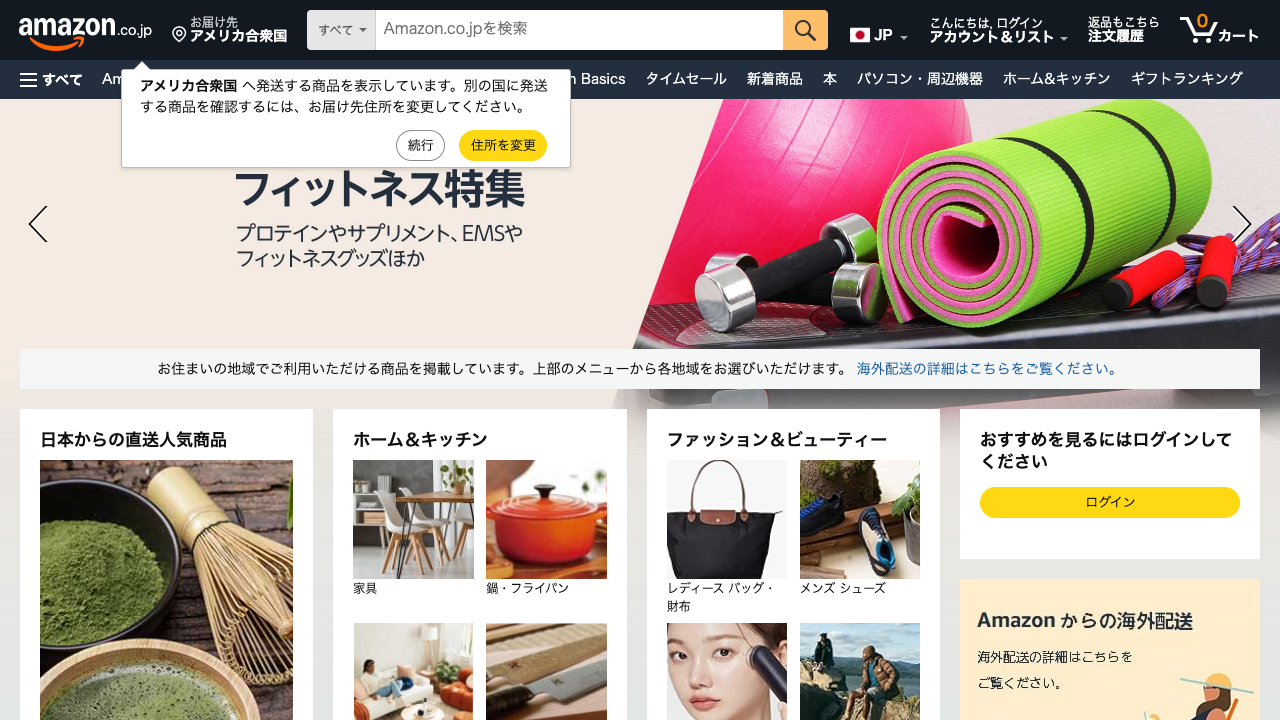 amazon.co.jp
お届け先
アメリカ合衆国
すべて
Amazon.co.jpを検索
JP
こんにちは, ログイン
アカウント＆リスト
返品もこちら
注文履歴
0
カート
すべて
Basics
タイムセール
新着商品
本
パソコン・周辺機器
ホーム&キッチン
ギフトランキング
アメリカ合衆国 へ発送する商品を表示しています。別の国に発送
する商品を確認するには、お届け先住所を変更してください。
続行
住所を変更
フィットネス特集
プロテインやサプリメント、EMSや
フィットネスグッズほか
お住まいの地域でご利用いただける商品を掲載しています。上部のメニューから各地域をお選びいただけます。 海外配送の詳細はこちらをご覧ください。
日本からの直送人気商品
ホーム＆キッチン
家具
鍋・フライパン
ファッション＆ビューティー
レディース バッグ・
財布
メンズ シューズ
おすすめを見るにはログインして
ください
ログイン
Amazon からの海外配送
海外配送の詳細はこちらを
ご覧ください。